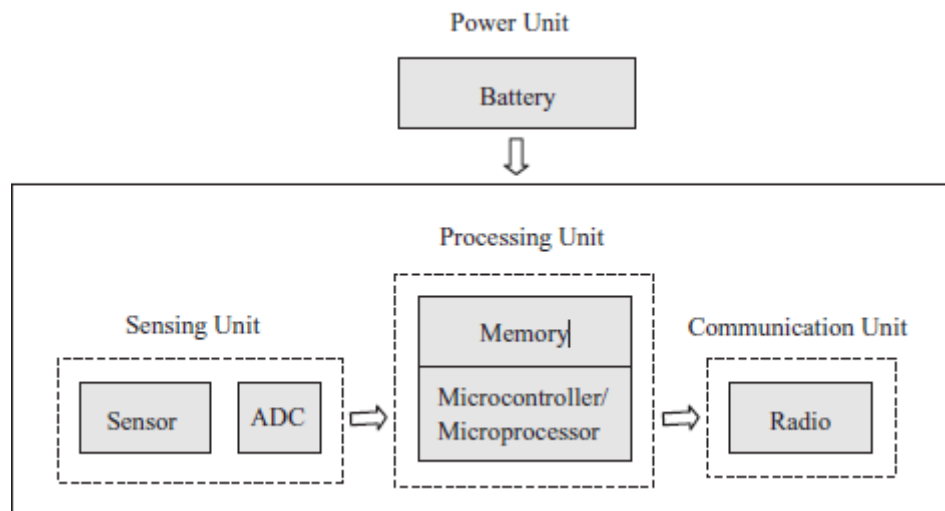 Power Unit
Battery
Processing Unit
Sensing Unit
Memory
Communication Unit
Sensor
ADC
Microcontroller/
Microprocessor
Radio